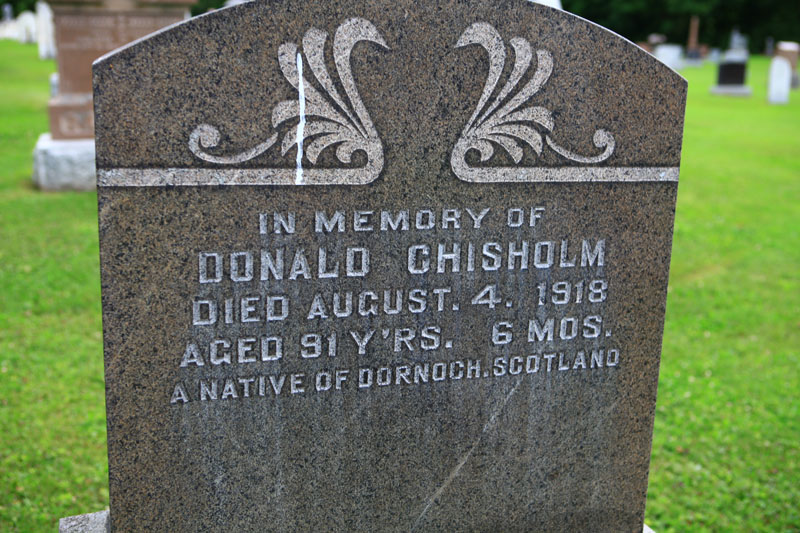 IN MEMORY OF
DONALD CHISHOLM
DIED AUGUST. 4. 1918
AGED 91 Y'RS. 6 MOS.
A NATIVE OF DORNOCH. SCOTLAND